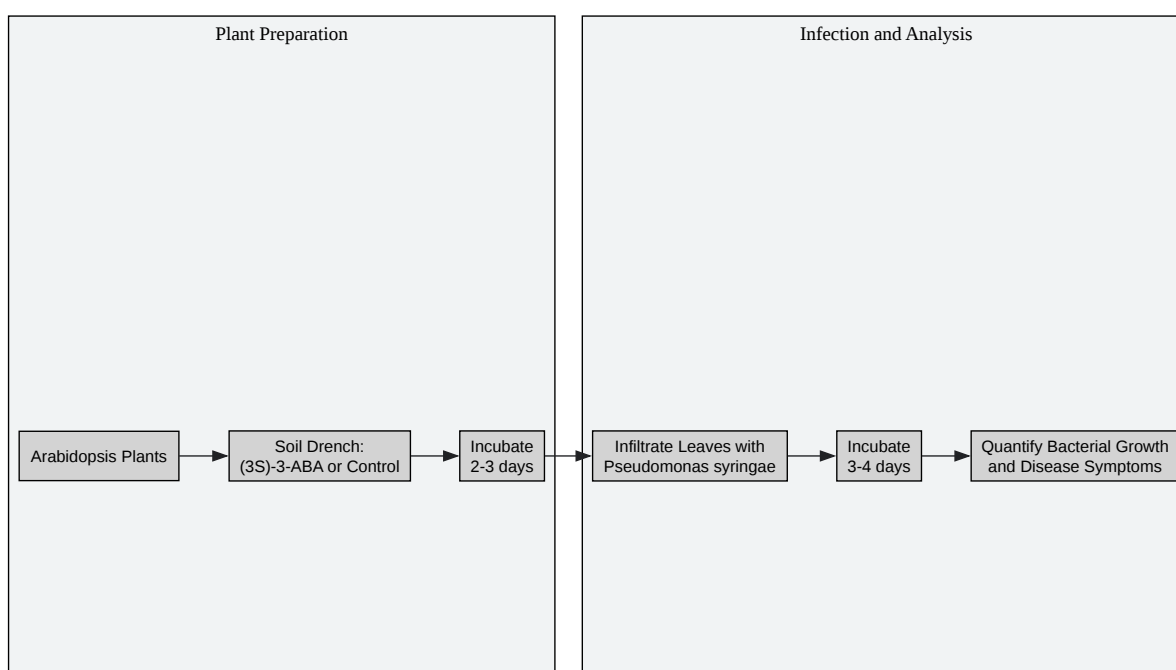 Plant Preparation
Infection and Analysis
Arabidopsis Plants
Soil Drench:
(3S)-3-ABA or Control
Incubate
2-3 days
Infiltrate Leaves with
Pseudomonas syringae
Incubate
3-4 days
Quantify Bacterial Growth
and Disease Symptoms